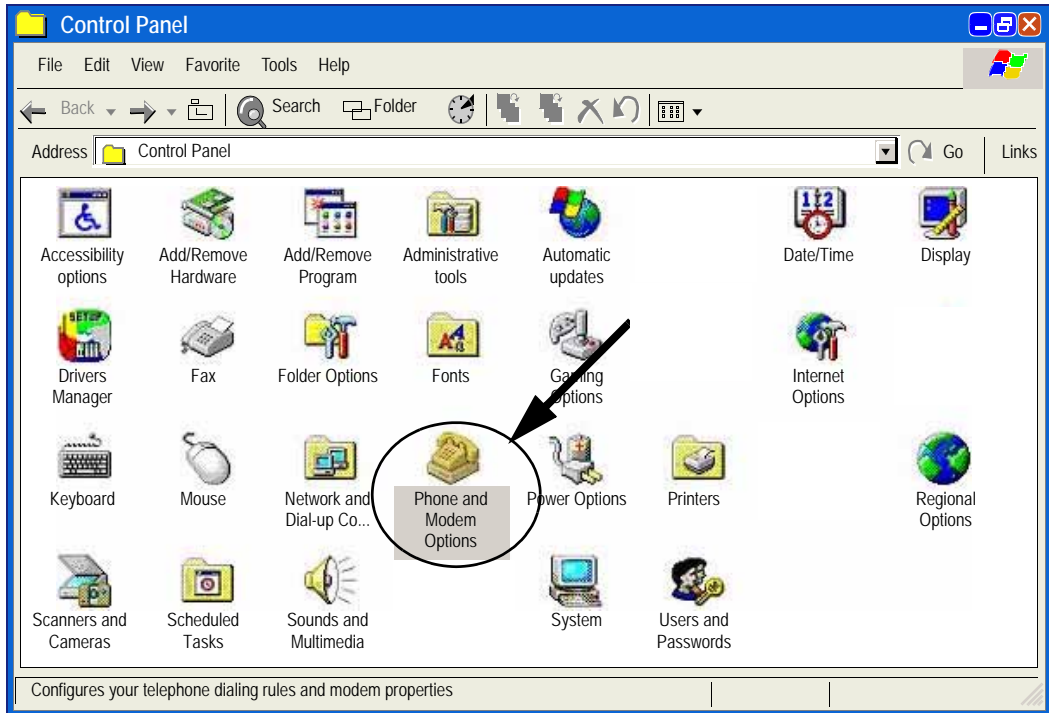 Control Panel
File Edit View Favorite Tools Help
Back Search Folder
Address Control Panel Go Links
Accessibility options
Add/Remove Hardware
Add/Remove Program
Administrative tools
Automatic updates
Date/Time
112
Display
SETUP
Drivers Manager
Fax
Folder Options
Fonts
Gaming Options
Internet Options
Keyboard
Mouse
Network and Dial-up Co...
Phone and Modem Options
Power Options
Printers
Regional Options
Scanners and Cameras
Scheduled Tasks
Sounds and Multimedia
System
Users and Passwords
Configures your telephone dialing rules and modem properties